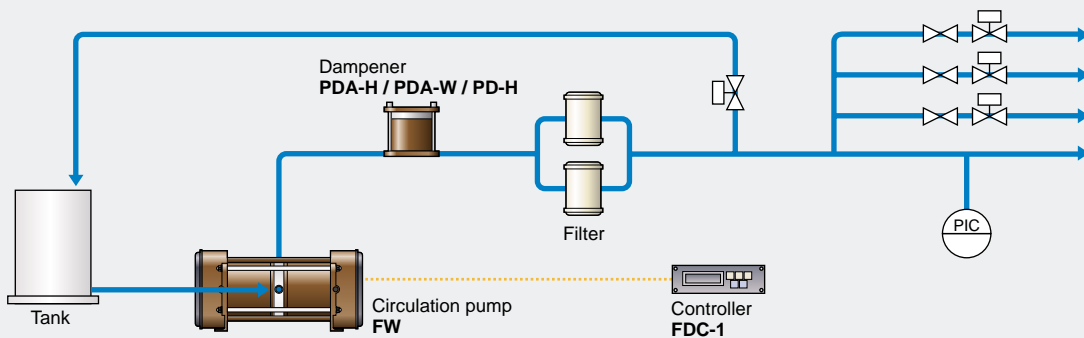 Dampener
PDA-H / PDA-W / PD-H
Filter
PIC
Tank
Circulation pump
FW
Controller
FDC-1